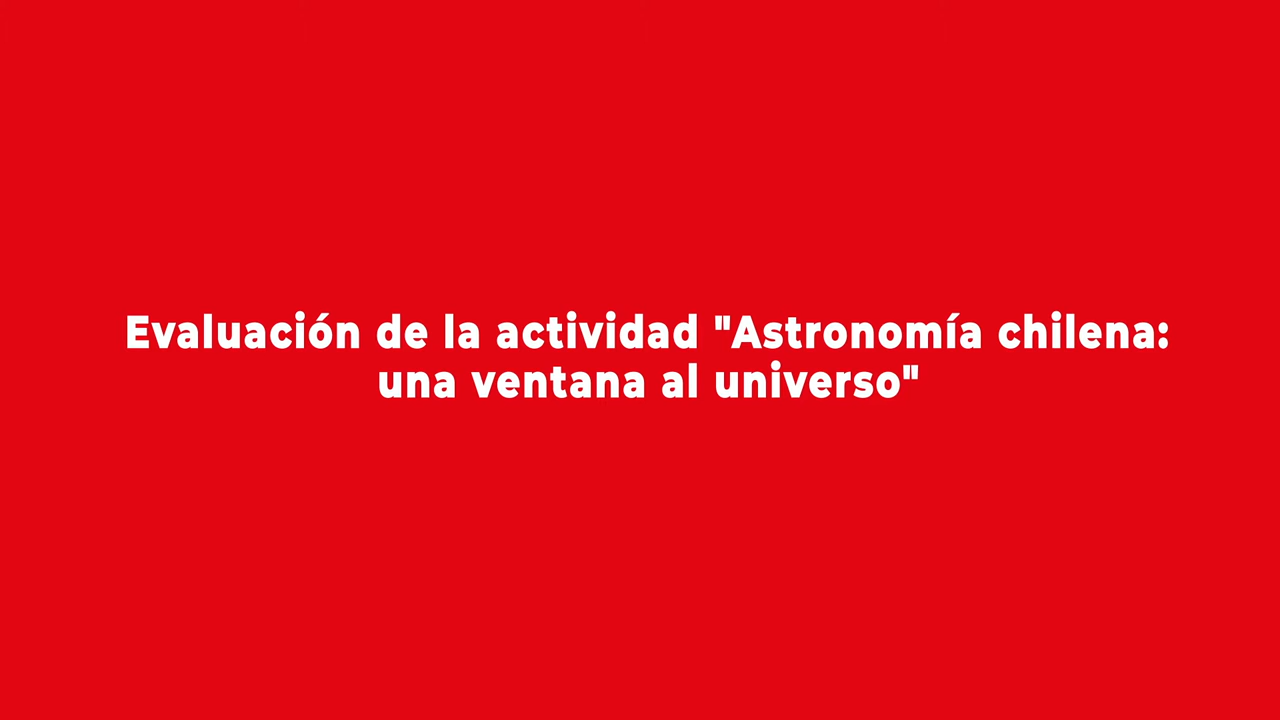 Evaluación de la actividad "Astronomía chilena:
una ventana al universo"